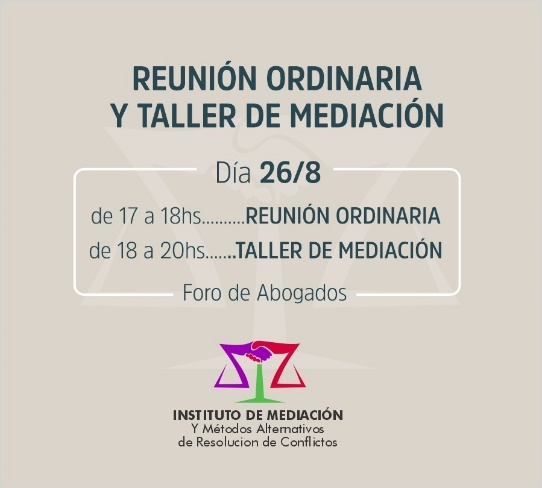 REUNIÓN ORDINARIA
Y TALLER DE MEDIACIÓN
Día 26/8
de 17 a 18hs..........REUNIÓN ORDINARIA
de 18 a 20hs.......TALLER DE MEDIACIÓN
Foro de Abogados
INSTITUTO DE MEDIACIÓN
Y Métodos Alternativos
de Resolucion de Conflictos